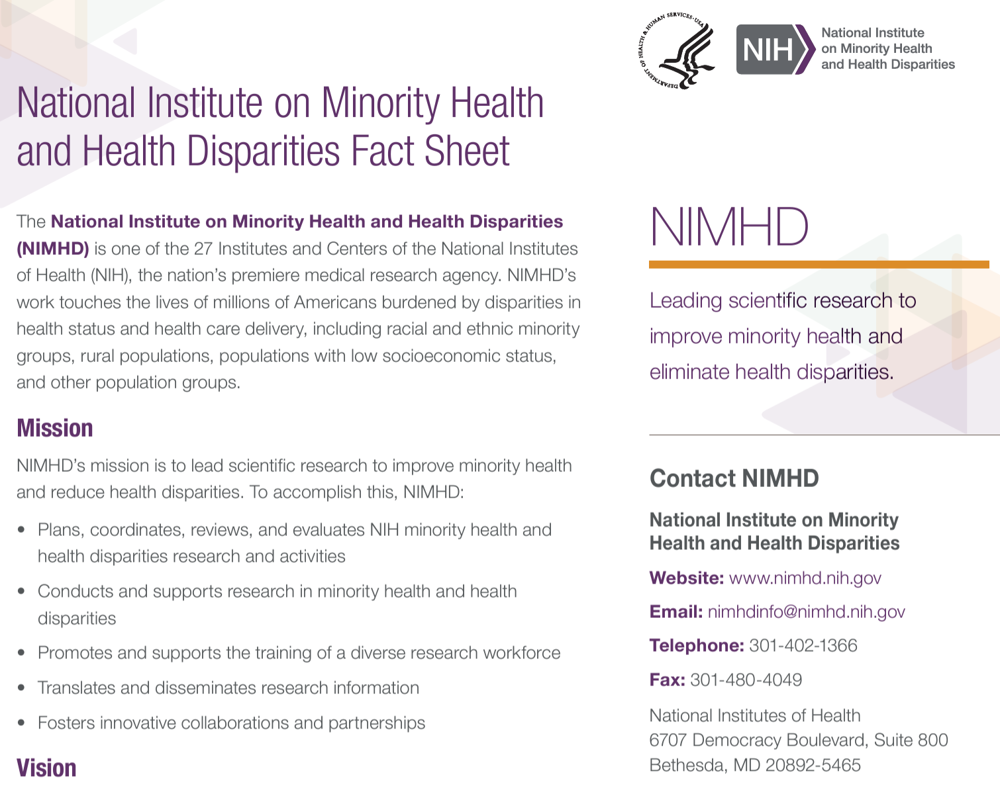 DEPARTMENT OF HEALTH & HUMAN SERVICES • USA
NIH
National Institute
on Minority Health
and Health Disparities
National Institute on Minority Health
and Health Disparities Fact Sheet
The National Institute on Minority Health and Health Disparities
(NIMHD) is one of the 27 Institutes and Centers of the National Institutes
of Health (NIH), the nation’s premiere medical research agency. NIMHD’s
work touches the lives of millions of Americans burdened by disparities in
health status and health care delivery, including racial and ethnic minority
groups, rural populations, populations with low socioeconomic status,
and other population groups.
Mission
NIMHD’s mission is to lead scientific research to improve minority health
and reduce health disparities. To accomplish this, NIMHD:
• Plans, coordinates, reviews, and evaluates NIH minority health and
health disparities research and activities
• Conducts and supports research in minority health and health
disparities
• Promotes and supports the training of a diverse research workforce
• Translates and disseminates research information
• Fosters innovative collaborations and partnerships
Vision
NIMHD
Leading scientific research to
improve minority health and
eliminate health disparities.
Contact NIMHD
National Institute on Minority
Health and Health Disparities
Website: www.nimhd.nih.gov
Email: nimhdinfo@nimhd.nih.gov
Telephone: 301-402-1366
Fax: 301-480-4049
National Institutes of Health
6707 Democracy Boulevard, Suite 800
Bethesda, MD 20892-5465